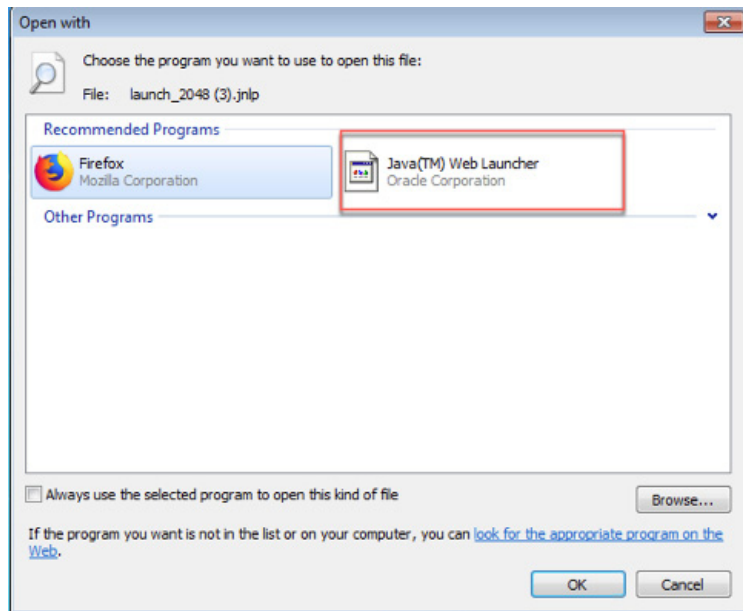 Open with
Choose the program you want to use to open this file:
File: launch_2048 (3).jnlp
Recommended Programs
Firefox
Mozilla Corporation
Java(TM) Web Launcher
Oracle Corporation
Other Programs
Always use the selected program to open this kind of file
Browse...
If the program you want is not in the list or on your computer, you can look for the appropriate program on the
Web.
OK
Cancel